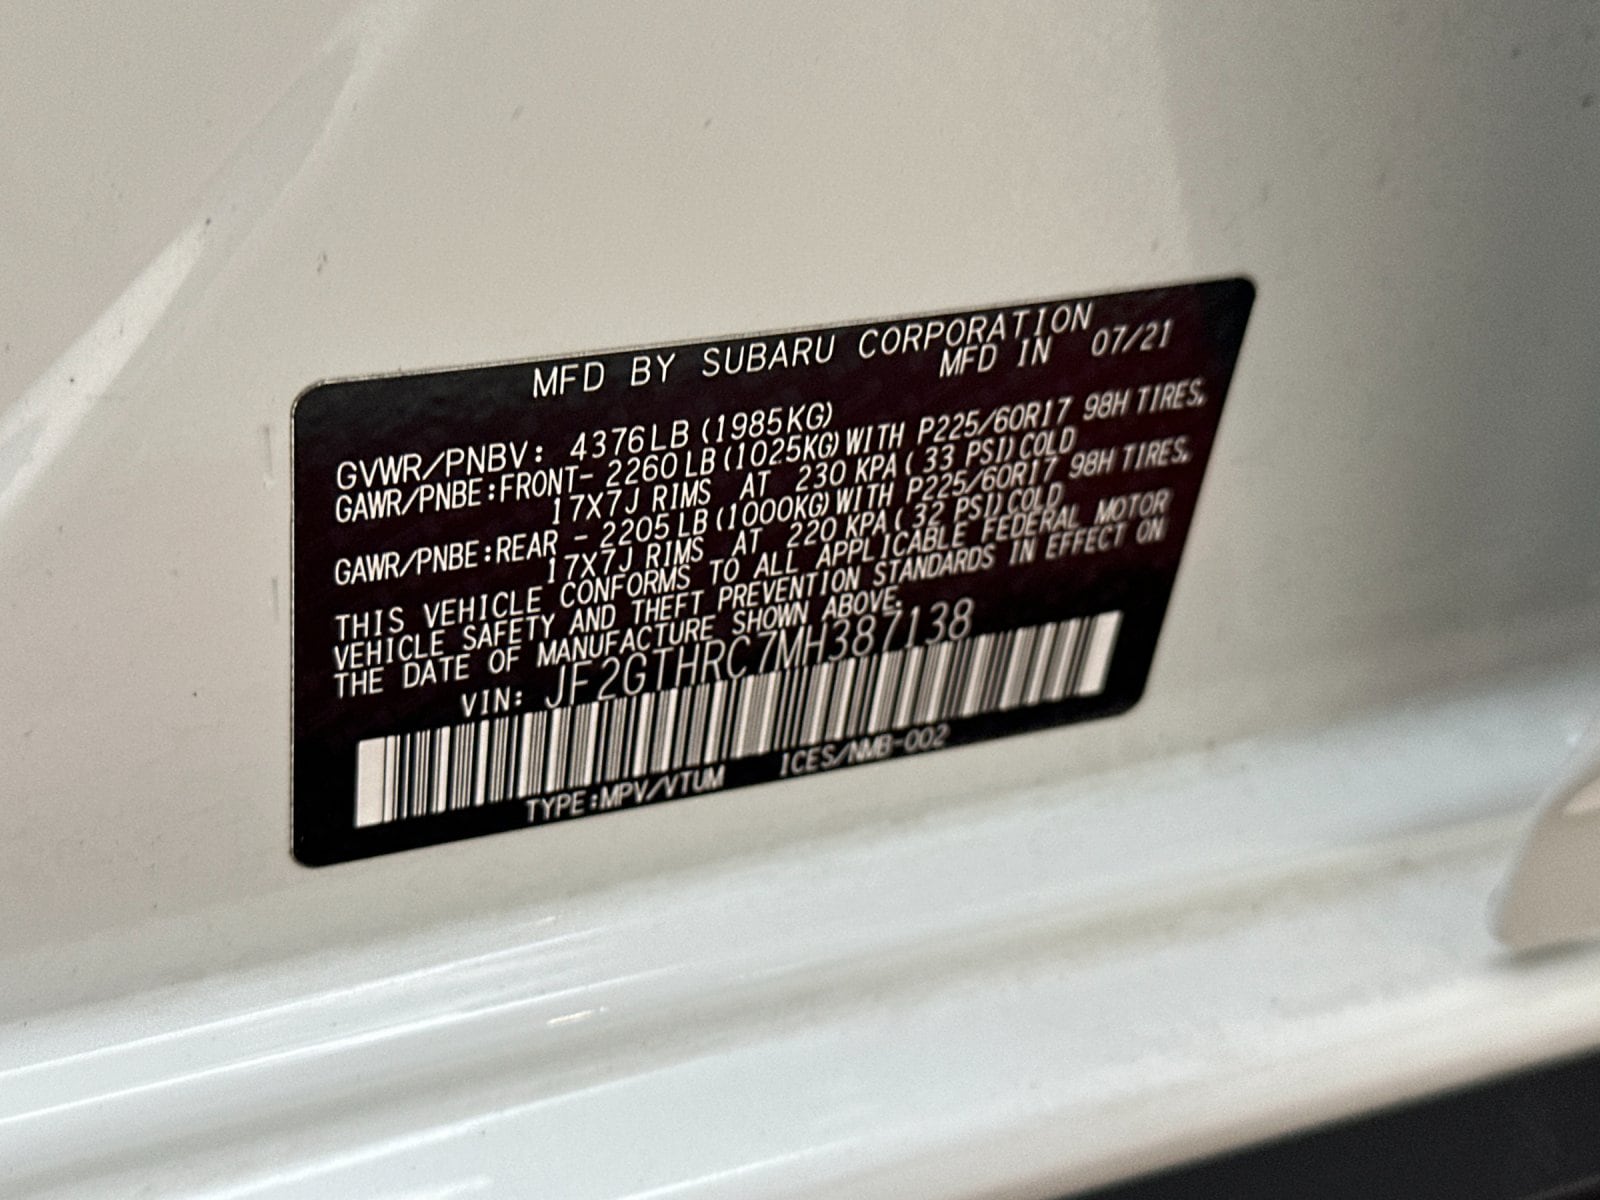 MFD BY SUBARU CORPORATION
MFD IN 07/21
GVWR/PNBV: 4376LB (1985KG)
GAWR/PNBE:FRONT- 2260LB (1025KG) WITH P225/60R17 98H TIRES,
17X7J RIMS AT 230 KPA ( 33 PSI) COLD
GAWR/PNBE:REAR - 2205LB (1000KG) WITH P225/60R17 98H TIRES,
17X7J RIMS AT 220 KPA ( 32 PSI) COLD
THIS VEHICLE CONFORMS TO ALL APPLICABLE FEDERAL MOTOR
VEHICLE SAFETY AND THEFT PREVENTION STANDARDS IN EFFECT ON
THE DATE OF MANUFACTURE SHOWN ABOVE.
VIN: JF2GTHRC7MH387138
TYPE:MPV/VTUM ICES/NMB-002